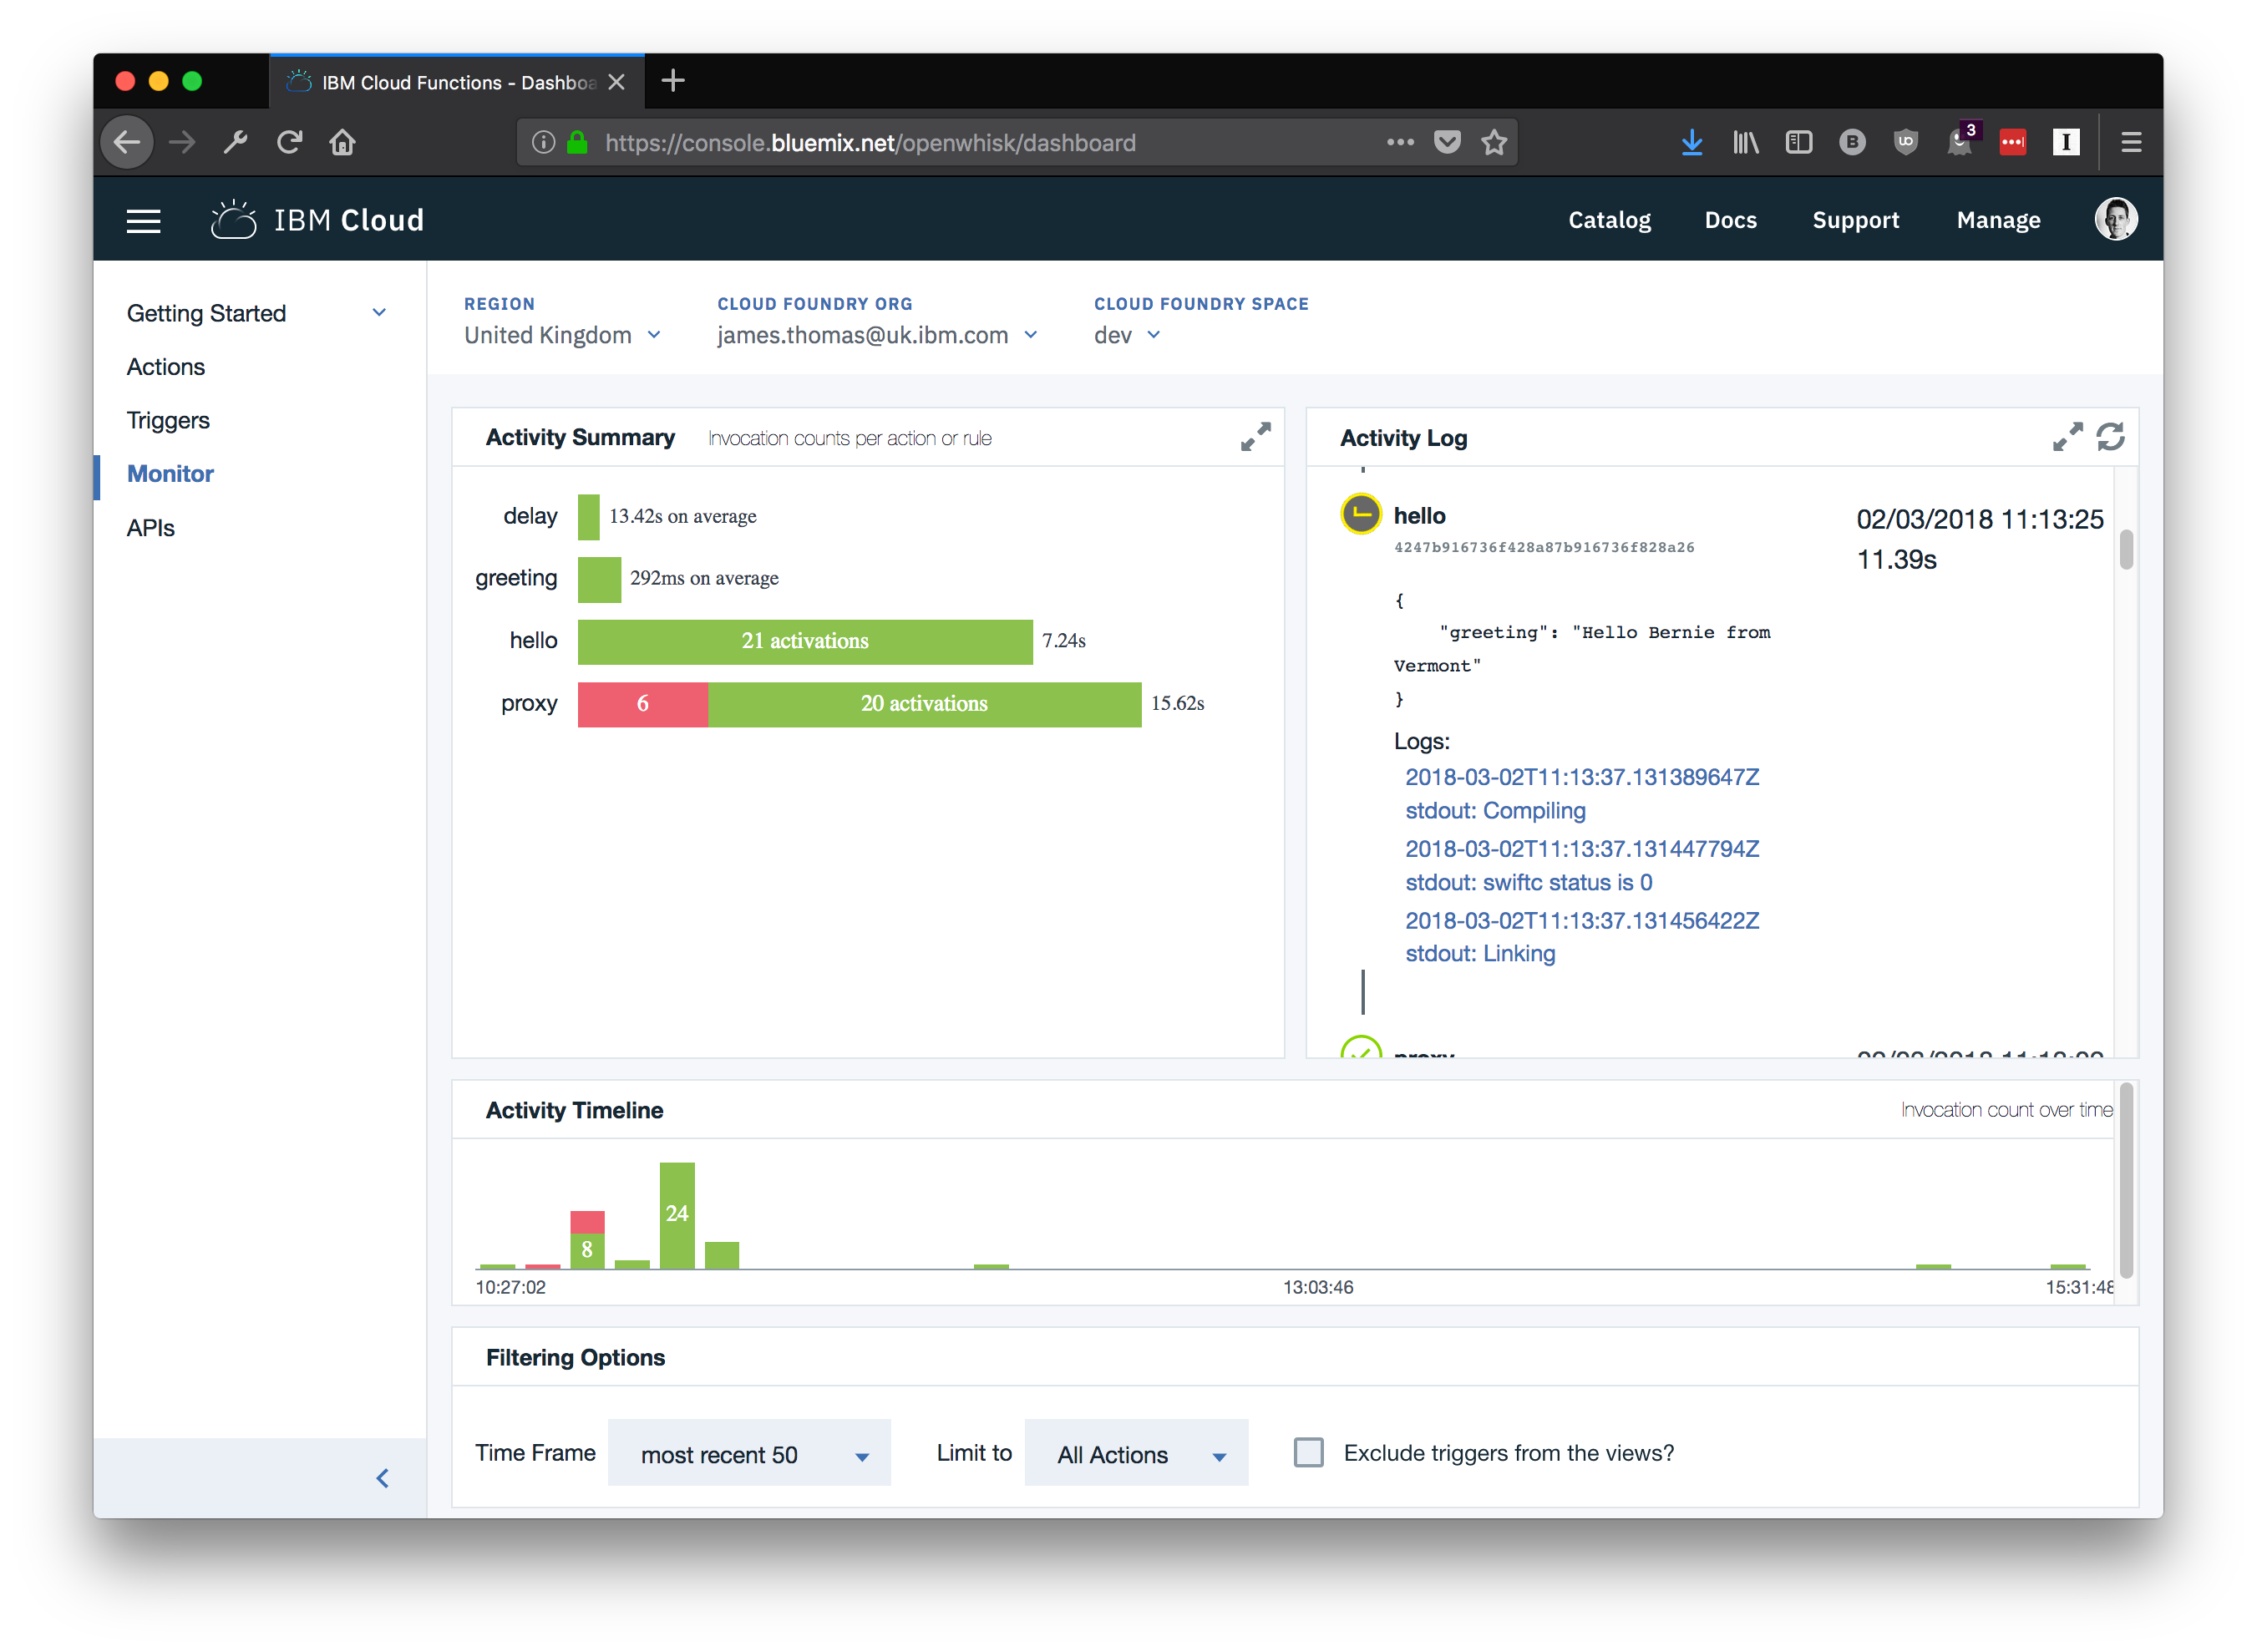 IBM Cloud Functions - Dashboa
https://console.bluemix.net/openwhisk/dashboard
3
IBM Cloud
Catalog
Docs
Support
Manage
Getting Started
Actions
Triggers
Monitor
APIs
REGION
United Kingdom
CLOUD FOUNDRY ORG
james.thomas@uk.ibm.com
CLOUD FOUNDRY SPACE
dev
Activity Summary Invocation counts per action or rule
delay 13.42s on average
greeting 292ms on average
hello 21 activations 7.24s
proxy 6 20 activations 15.62s
Activity Log
hello 02/03/2018 11:13:25
4247b916736f428a87b916736f828a26
11.39s
{
"greeting": "Hello Bernie from
Vermont"
}
Logs:
2018-03-02T11:13:37.131389647Z
stdout: Compiling
2018-03-02T11:13:37.131447794Z
stdout: swiftc status is 0
2018-03-02T11:13:37.131456422Z
stdout: Linking
proxy
Activity Timeline
Invocation count over time
8
24
10:27:02
13:03:46
15:31:48
Filtering Options
Time Frame most recent 50
Limit to All Actions
Exclude triggers from the views?